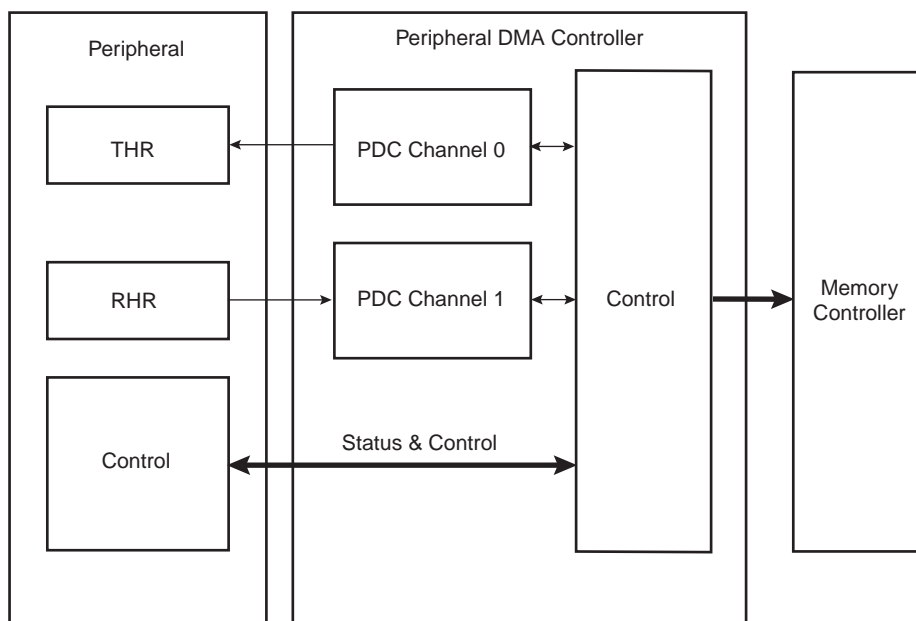 Peripheral
Peripheral DMA Controller
THR
PDC Channel 0
RHR
PDC Channel 1
Control
Memory
Controller
Control
Status & Control